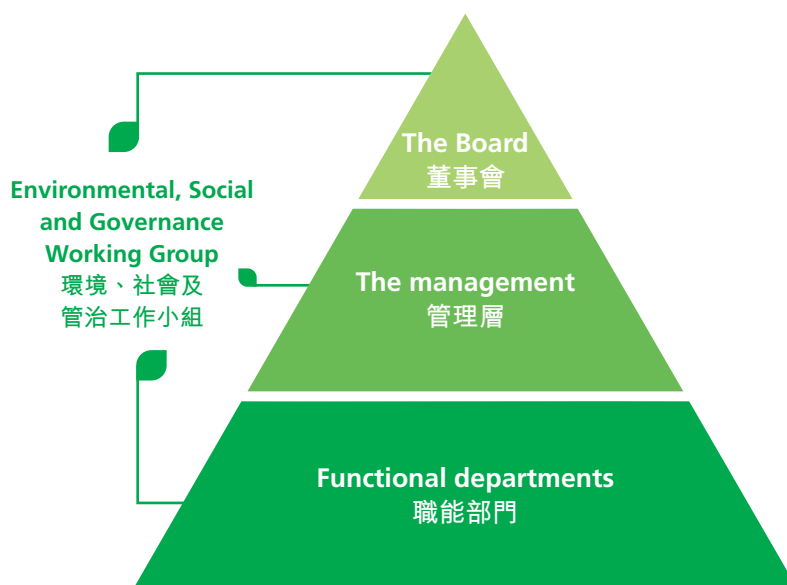 The Board
董事會
Environmental, Social
and Governance
Working Group
環境、社會及
管治工作小組
The management
管理層
Functional departments
職能部門